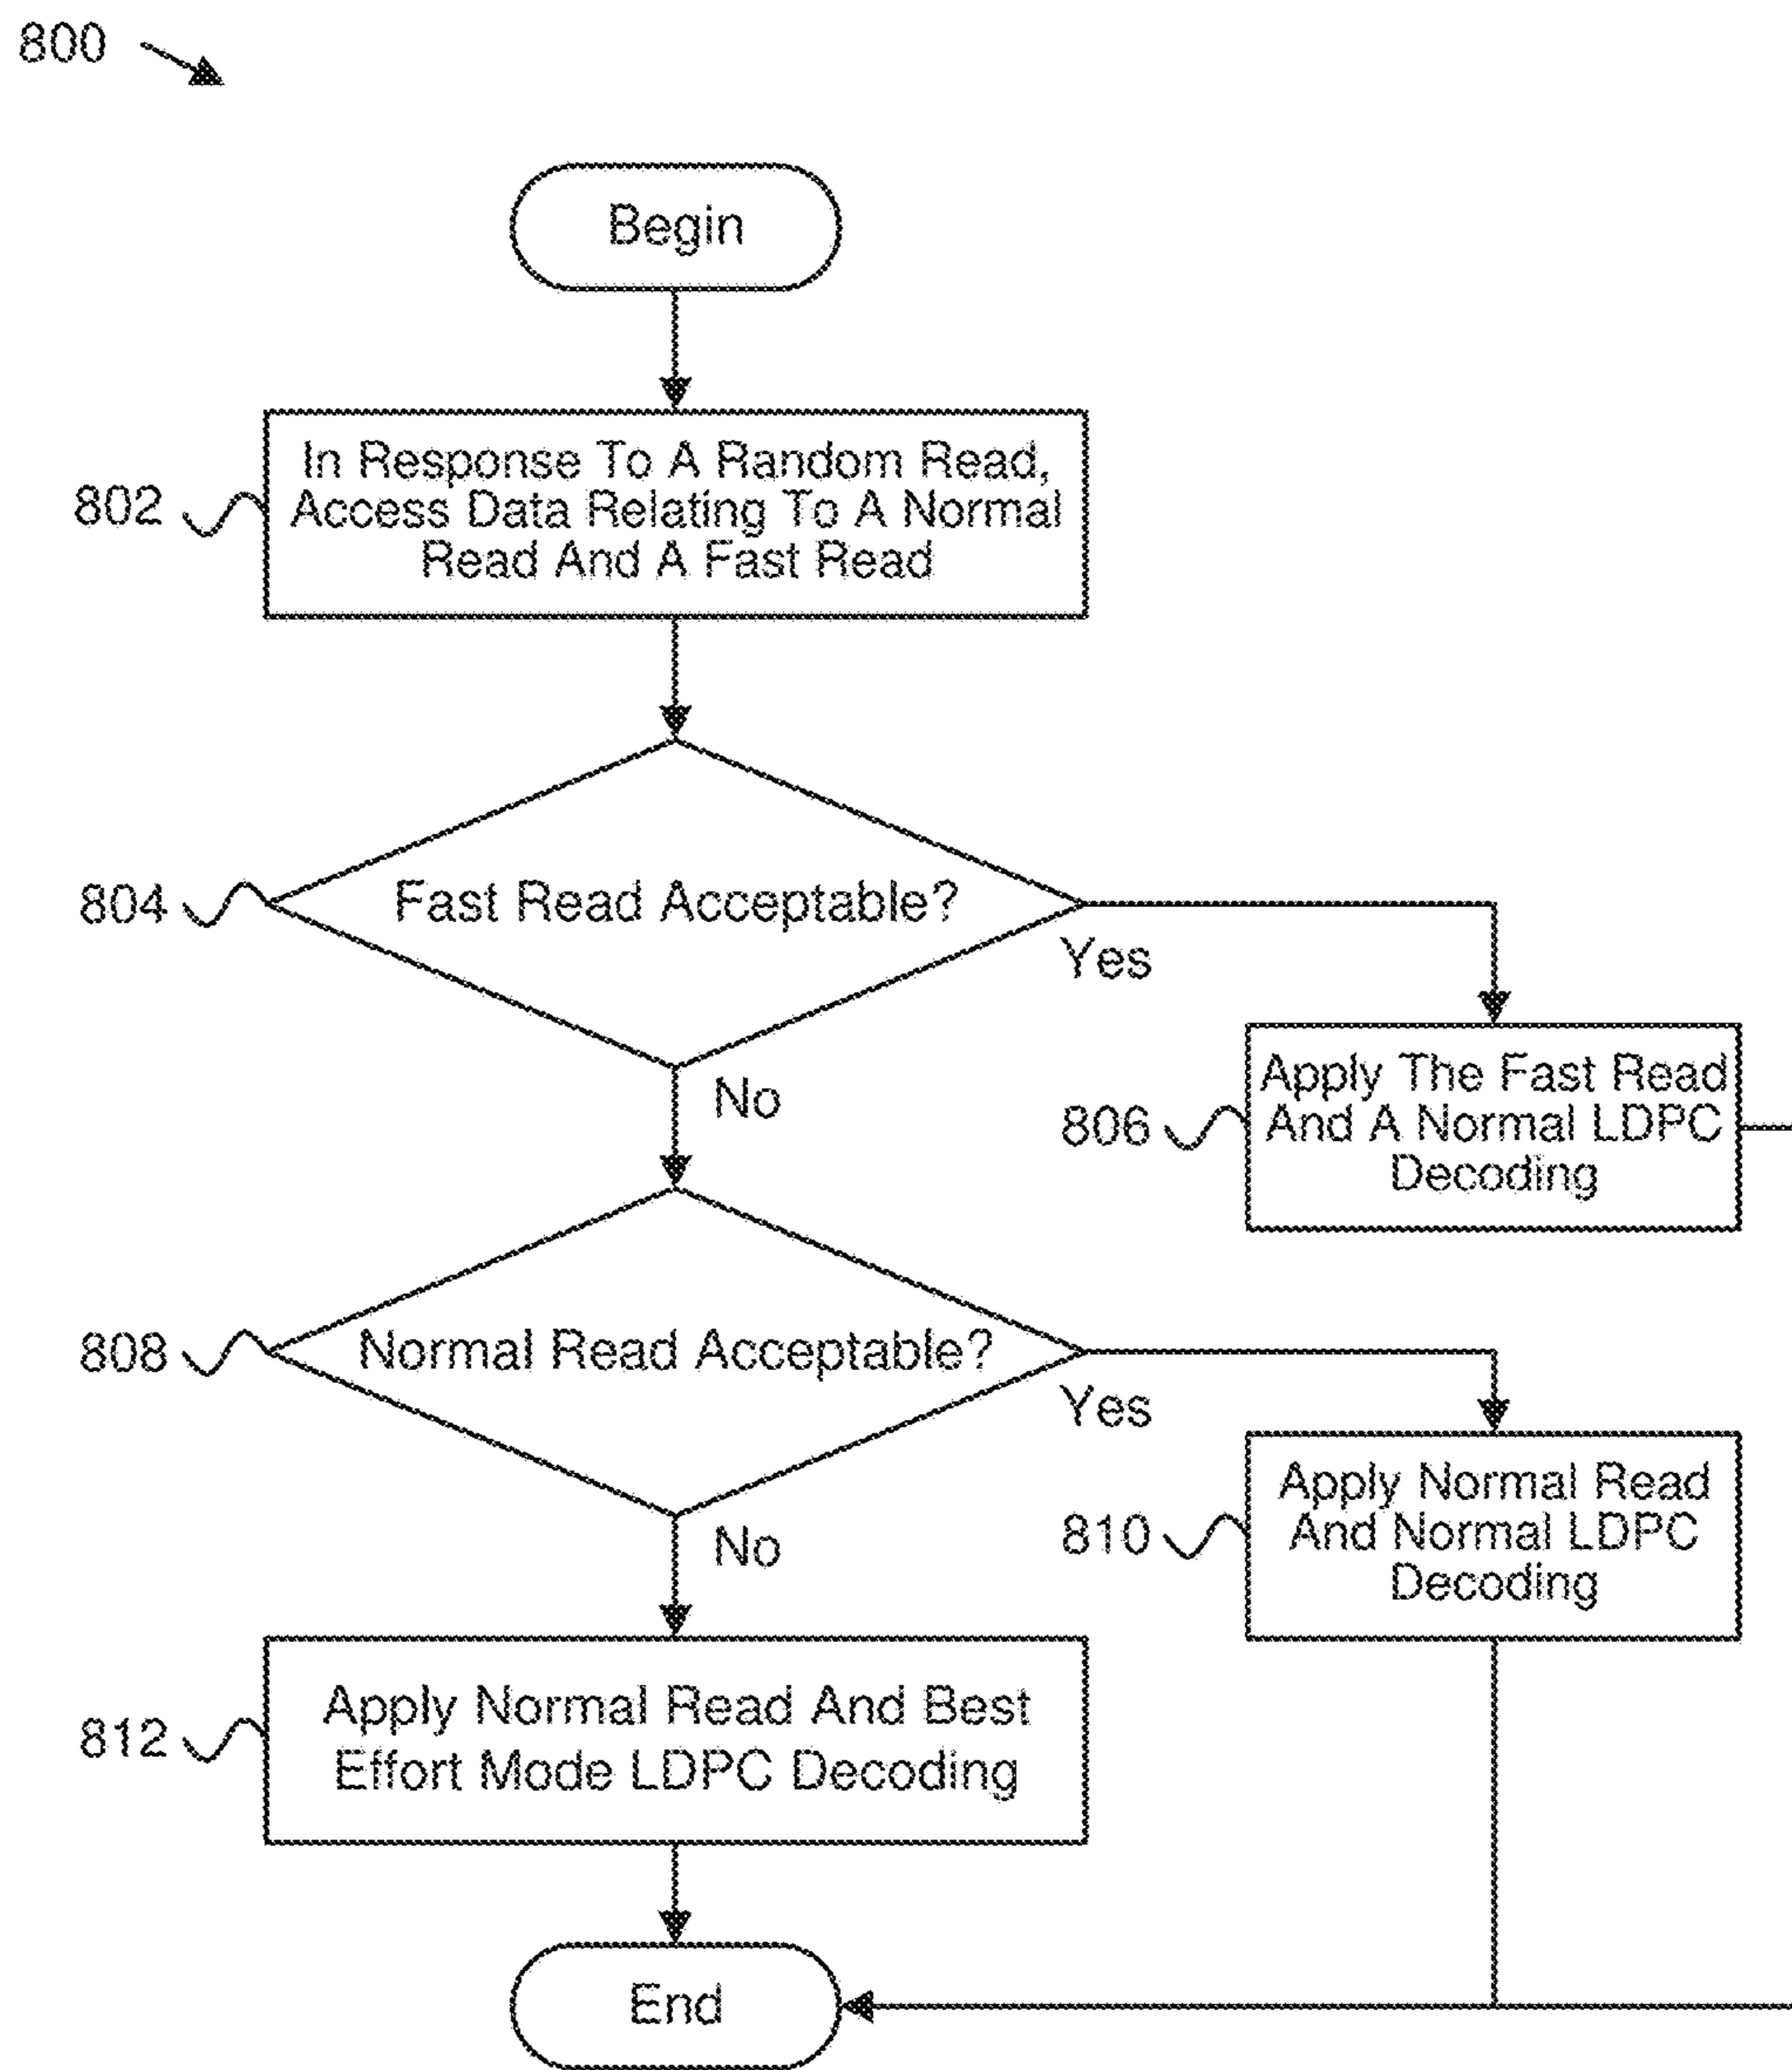 800
Begin
802
In Response To A Random Read,
Access Data Relating To A Normal
Read And A Fast Read
804
Fast Read Acceptable?
Yes
No
806
Apply The Fast Read
And A Normal LDPC
Decoding
808
Normal Read Acceptable?
Yes
No
810
Apply Normal Read
And Normal LDPC
Decoding
812
Apply Normal Read And Best
Effort Mode LDPC Decoding
End